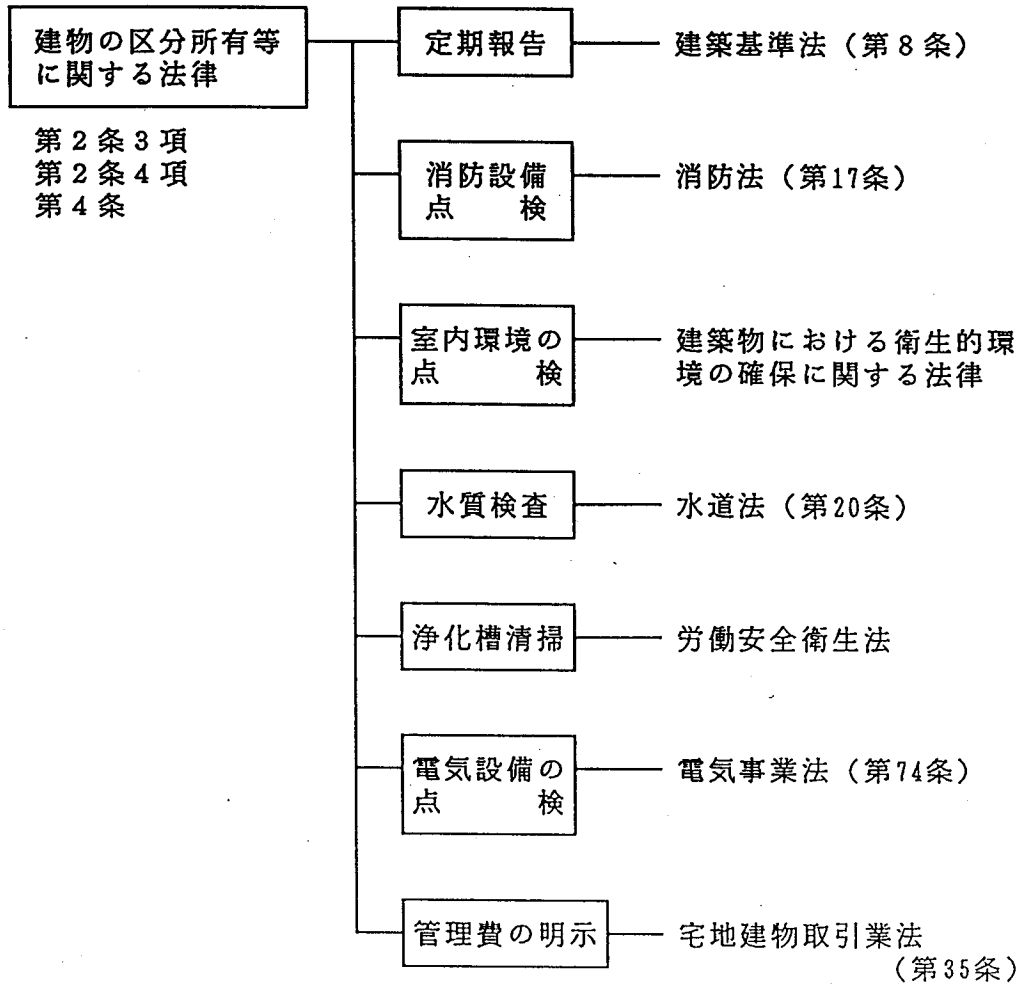 建物の区分所有等
に関する法律
第2条3項
第2条4項
第4条
定期報告
建築基準法（第8条）
消防設備
点　　検
消防法（第17条）
室内環境の
点　　検
建築物における衛生的環
境の確保に関する法律
水質検査
水道法（第20条）
浄化槽清掃
労働安全衛生法
電気設備の
点　　検
電気事業法（第74条）
管理費の明示
宅地建物取引業法
（第35条）